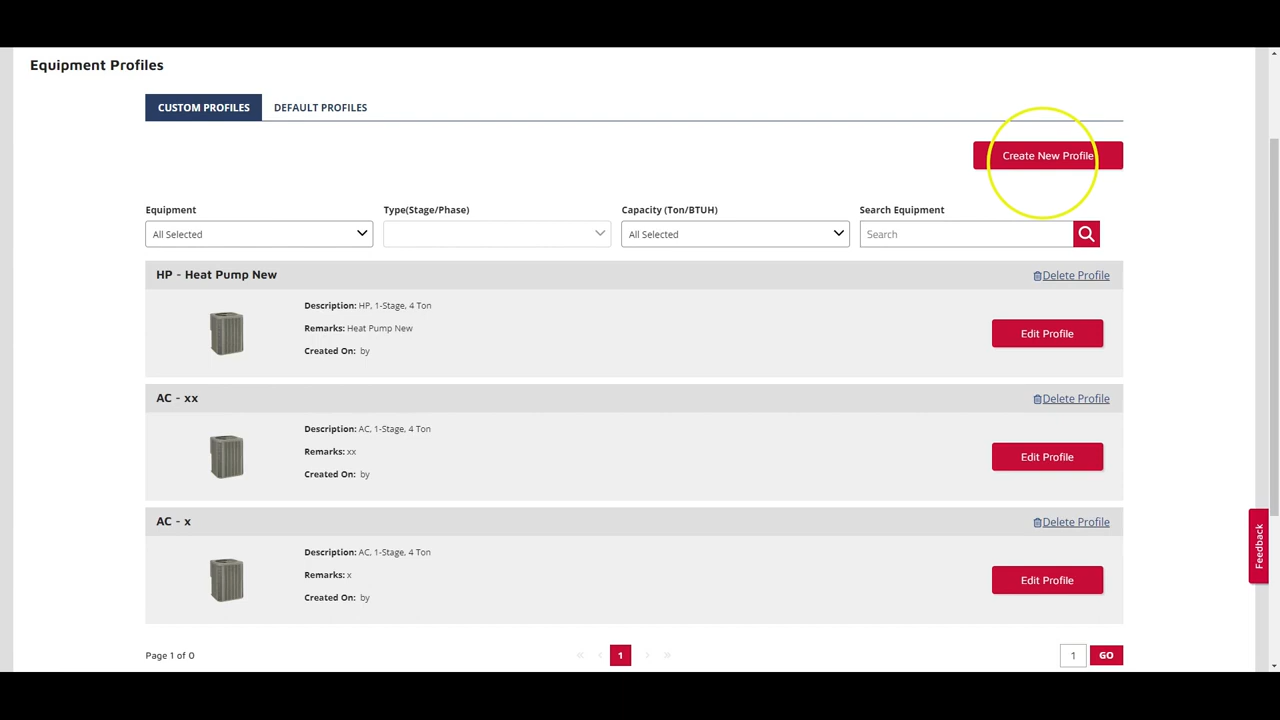 Equipment Profiles
CUSTOM PROFILES DEFAULT PROFILES
Create New Profile
Equipment Type(Stage/Phase) Capacity (Ton/BTUH) Search Equipment
All Selected All Selected Search
HP - Heat Pump New Delete Profile
Description: HP, 1-Stage, 4 Ton
Remarks: Heat Pump New
Created On: by
Edit Profile
AC - xx Delete Profile
Description: AC, 1-Stage, 4 Ton
Remarks: xx
Created On: by
Edit Profile
AC - x Delete Profile
Description: AC, 1-Stage, 4 Ton
Remarks: x
Created On: by
Edit Profile
Feedback
Page 1 of 0 « ‹ 1 › » 1 GO